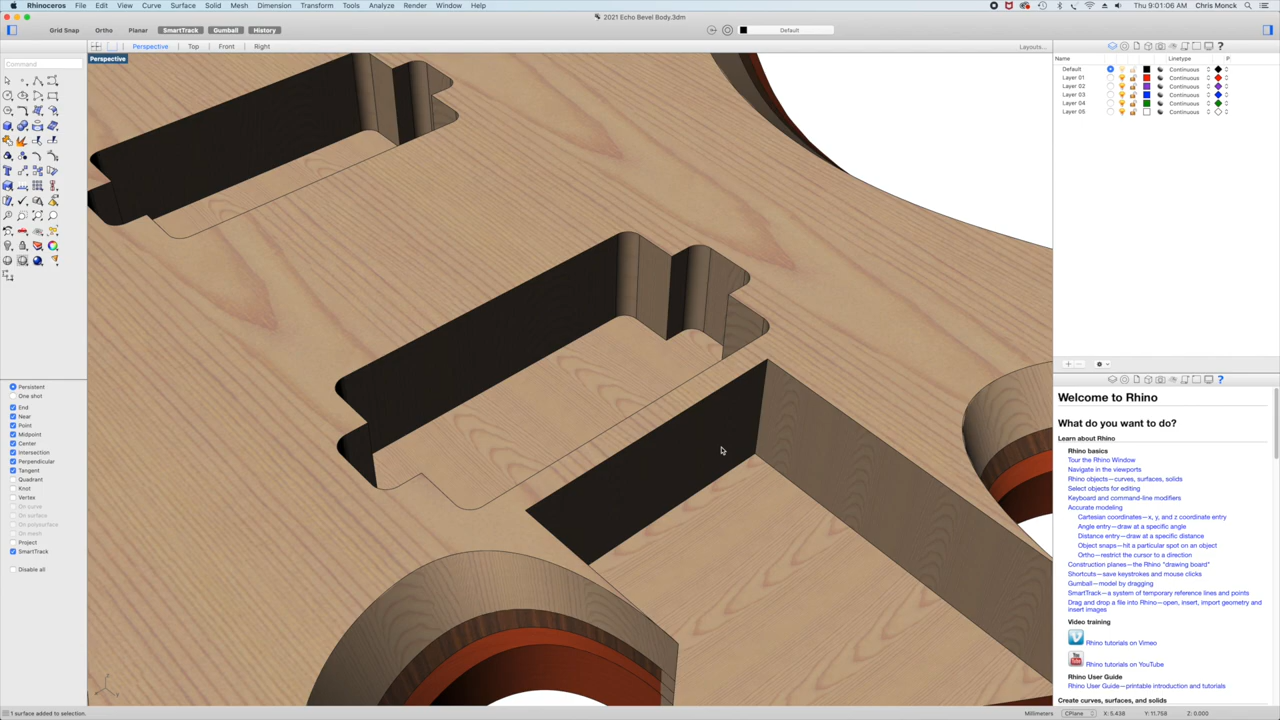 Rhinoceros File Edit View Curve Surface Solid Mesh Dimension Transform Tools Analyze Render Window Help
Thu 9:01:06 AM Chris Monck
2021 Echo Bevel Body.3dm
Grid Snap Ortho Planar SmartTrack Gumball History
Default
Perspective Top Front Right
Layouts...
Perspective
Command
Name Linetype P
Default Continuous
Layer 01 Continuous
Layer 02 Continuous
Layer 03 Continuous
Layer 04 Continuous
Layer 05 Continuous
Persistent
One shot
End
Near
Point
Midpoint
Center
Intersection
Perpendicular
Tangent
Quadrant
Knot
Vertex
On curve
On surface
On polysurface
On mesh
Project
SmartTrack
Disable all
Welcome to Rhino
What do you want to do?
Learn about Rhino
Rhino basics
Tour the Rhino Window
Navigate in the viewports
Rhino objects—curves, surfaces, solids
Select objects for editing
Keyboard and command-line modifiers
Accurate modeling
Cartesian coordinates—x, y, and z coordinate entry
Angle entry—draw at a specific angle
Distance entry—draw at a specific distance
Object snaps—hit a particular spot on an object
Ortho—restrict the cursor to a direction
Construction planes—the Rhino "drawing board"
Shortcuts—save keystrokes and mouse clicks
Gumball—model by dragging
SmartTrack—a system of temporary reference lines and points
Drag and drop a file into Rhino—open, insert, import geometry and
insert images
Video training
Rhino tutorials on Vimeo
Rhino tutorials on YouTube
Rhino User Guide
Rhino User Guide—printable introduction and tutorials
Create curves, surfaces, and solids
1 surface added to selection.
Millimeters CPlane X: 5.438 Y: 11.758 Z: 0.000